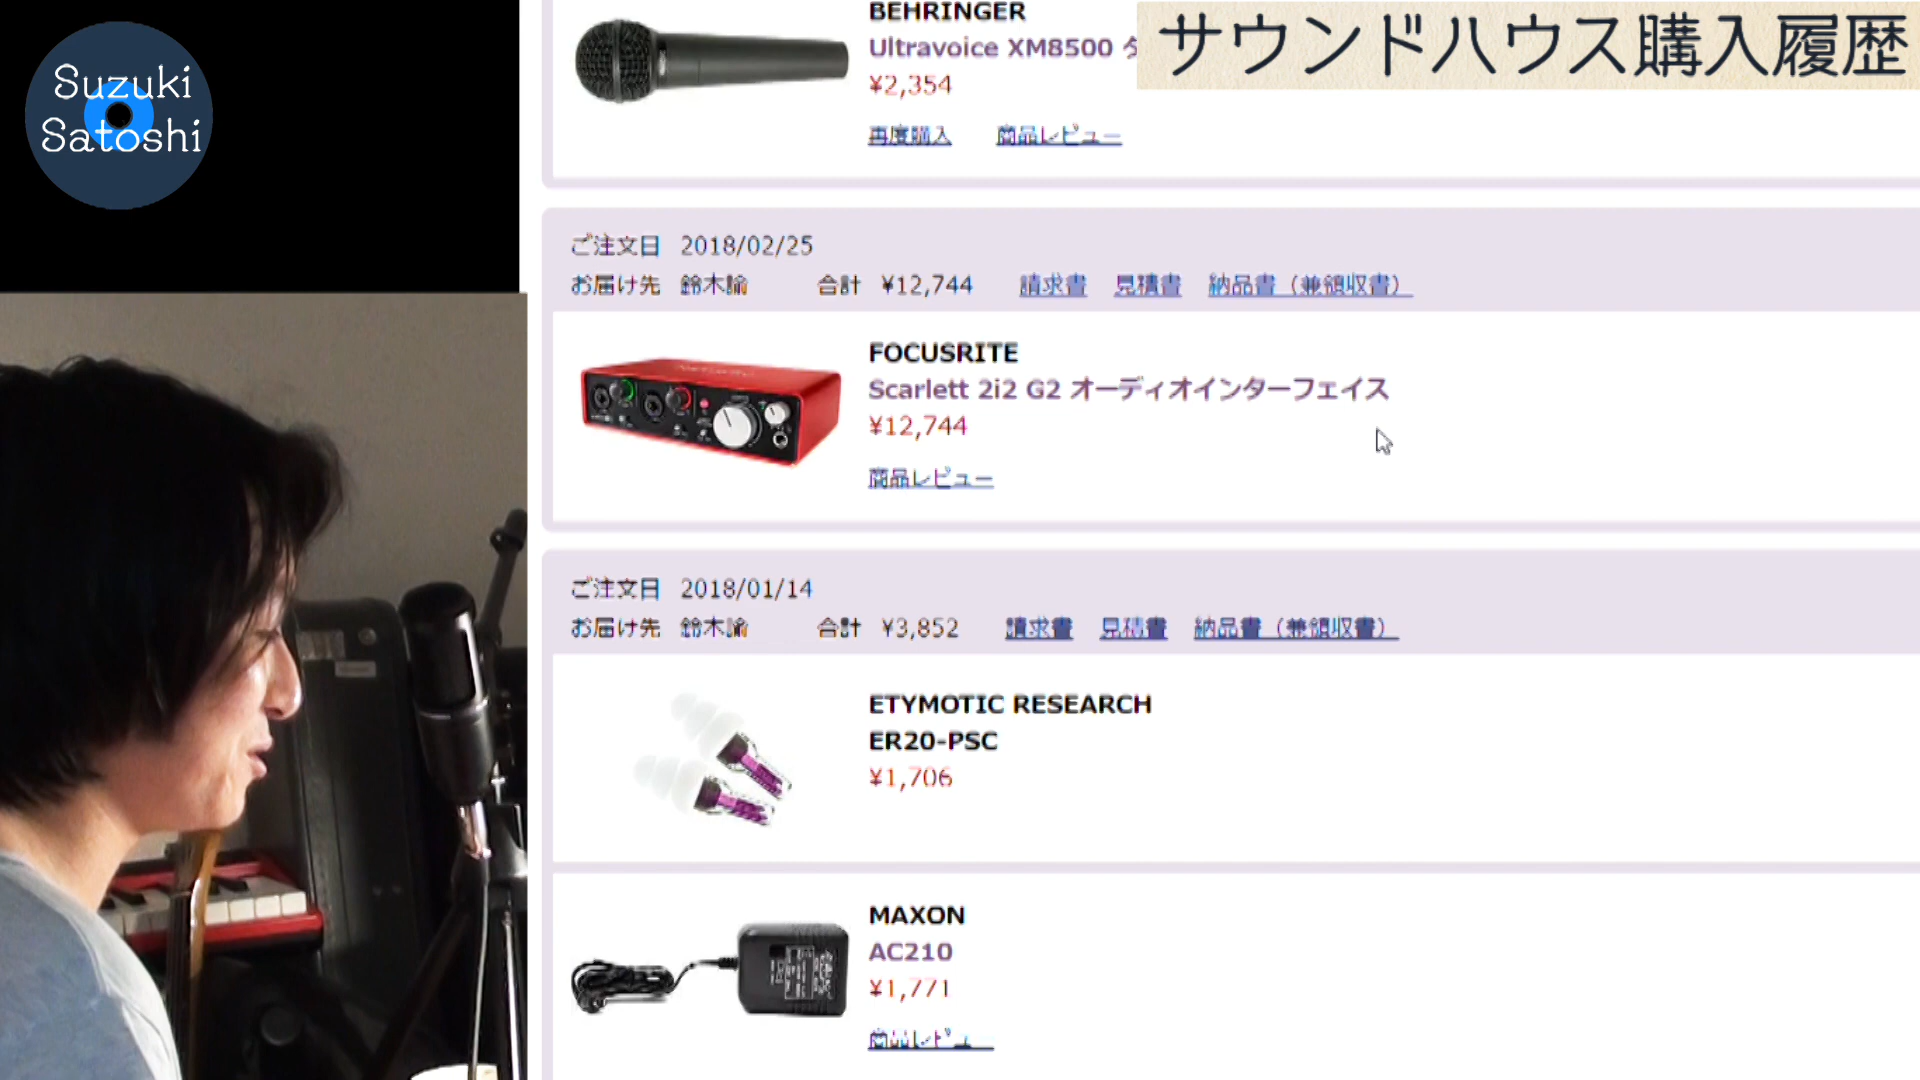 Suzuki
Satoshi
サウンドハウス購入履歴
BEHRINGER
Ultravoice XM8500
¥2,354
再度購入 商品レビュー
ご注文日 2018/02/25
お届け先 鈴木諭 合計 ¥12,744 請求書 見積書 納品書（兼領収書）
FOCUSRITE
Scarlett 2i2 G2 オーディオインターフェイス
¥12,744
商品レビュー
ご注文日 2018/01/14
お届け先 鈴木諭 合計 ¥3,852 請求書 見積書 納品書（兼領収書）
ETYMOTIC RESEARCH
ER20-PSC
¥1,706
MAXON
AC210
¥1,771
商品レビュー